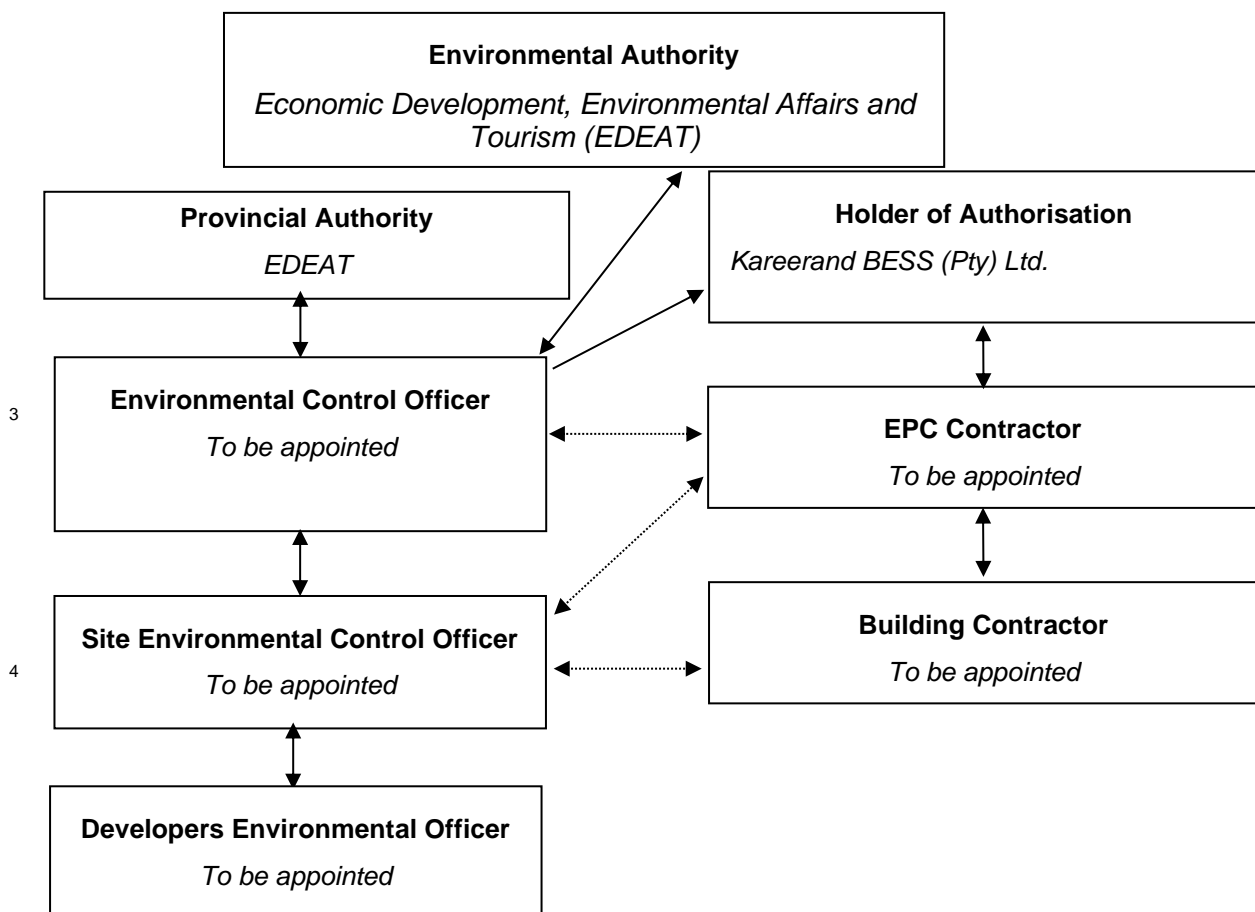 Environmental Authority
Economic Development, Environmental Affairs and
Tourism (EDEAT)
Provincial Authority
EDEAT
Holder of Authorisation
Kareerand BESS (Pty) Ltd.
3
Environmental Control Officer
To be appointed
EPC Contractor
To be appointed
4
Site Environmental Control Officer
To be appointed
Building Contractor
To be appointed
Developers Environmental Officer
To be appointed